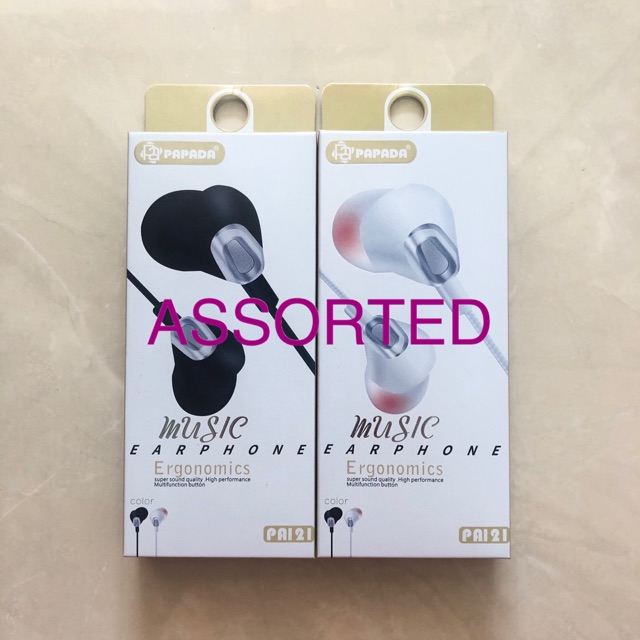 PAPADA
PAPADA
ASSORTED
MUSIC
EARPHONE
Ergonomics
super sound quality .High performance
Multifunction button
color
PA121
MUSIC
EARPHONE
Ergonomics
super sound quality .High performance
Multifunction button
color
PA121